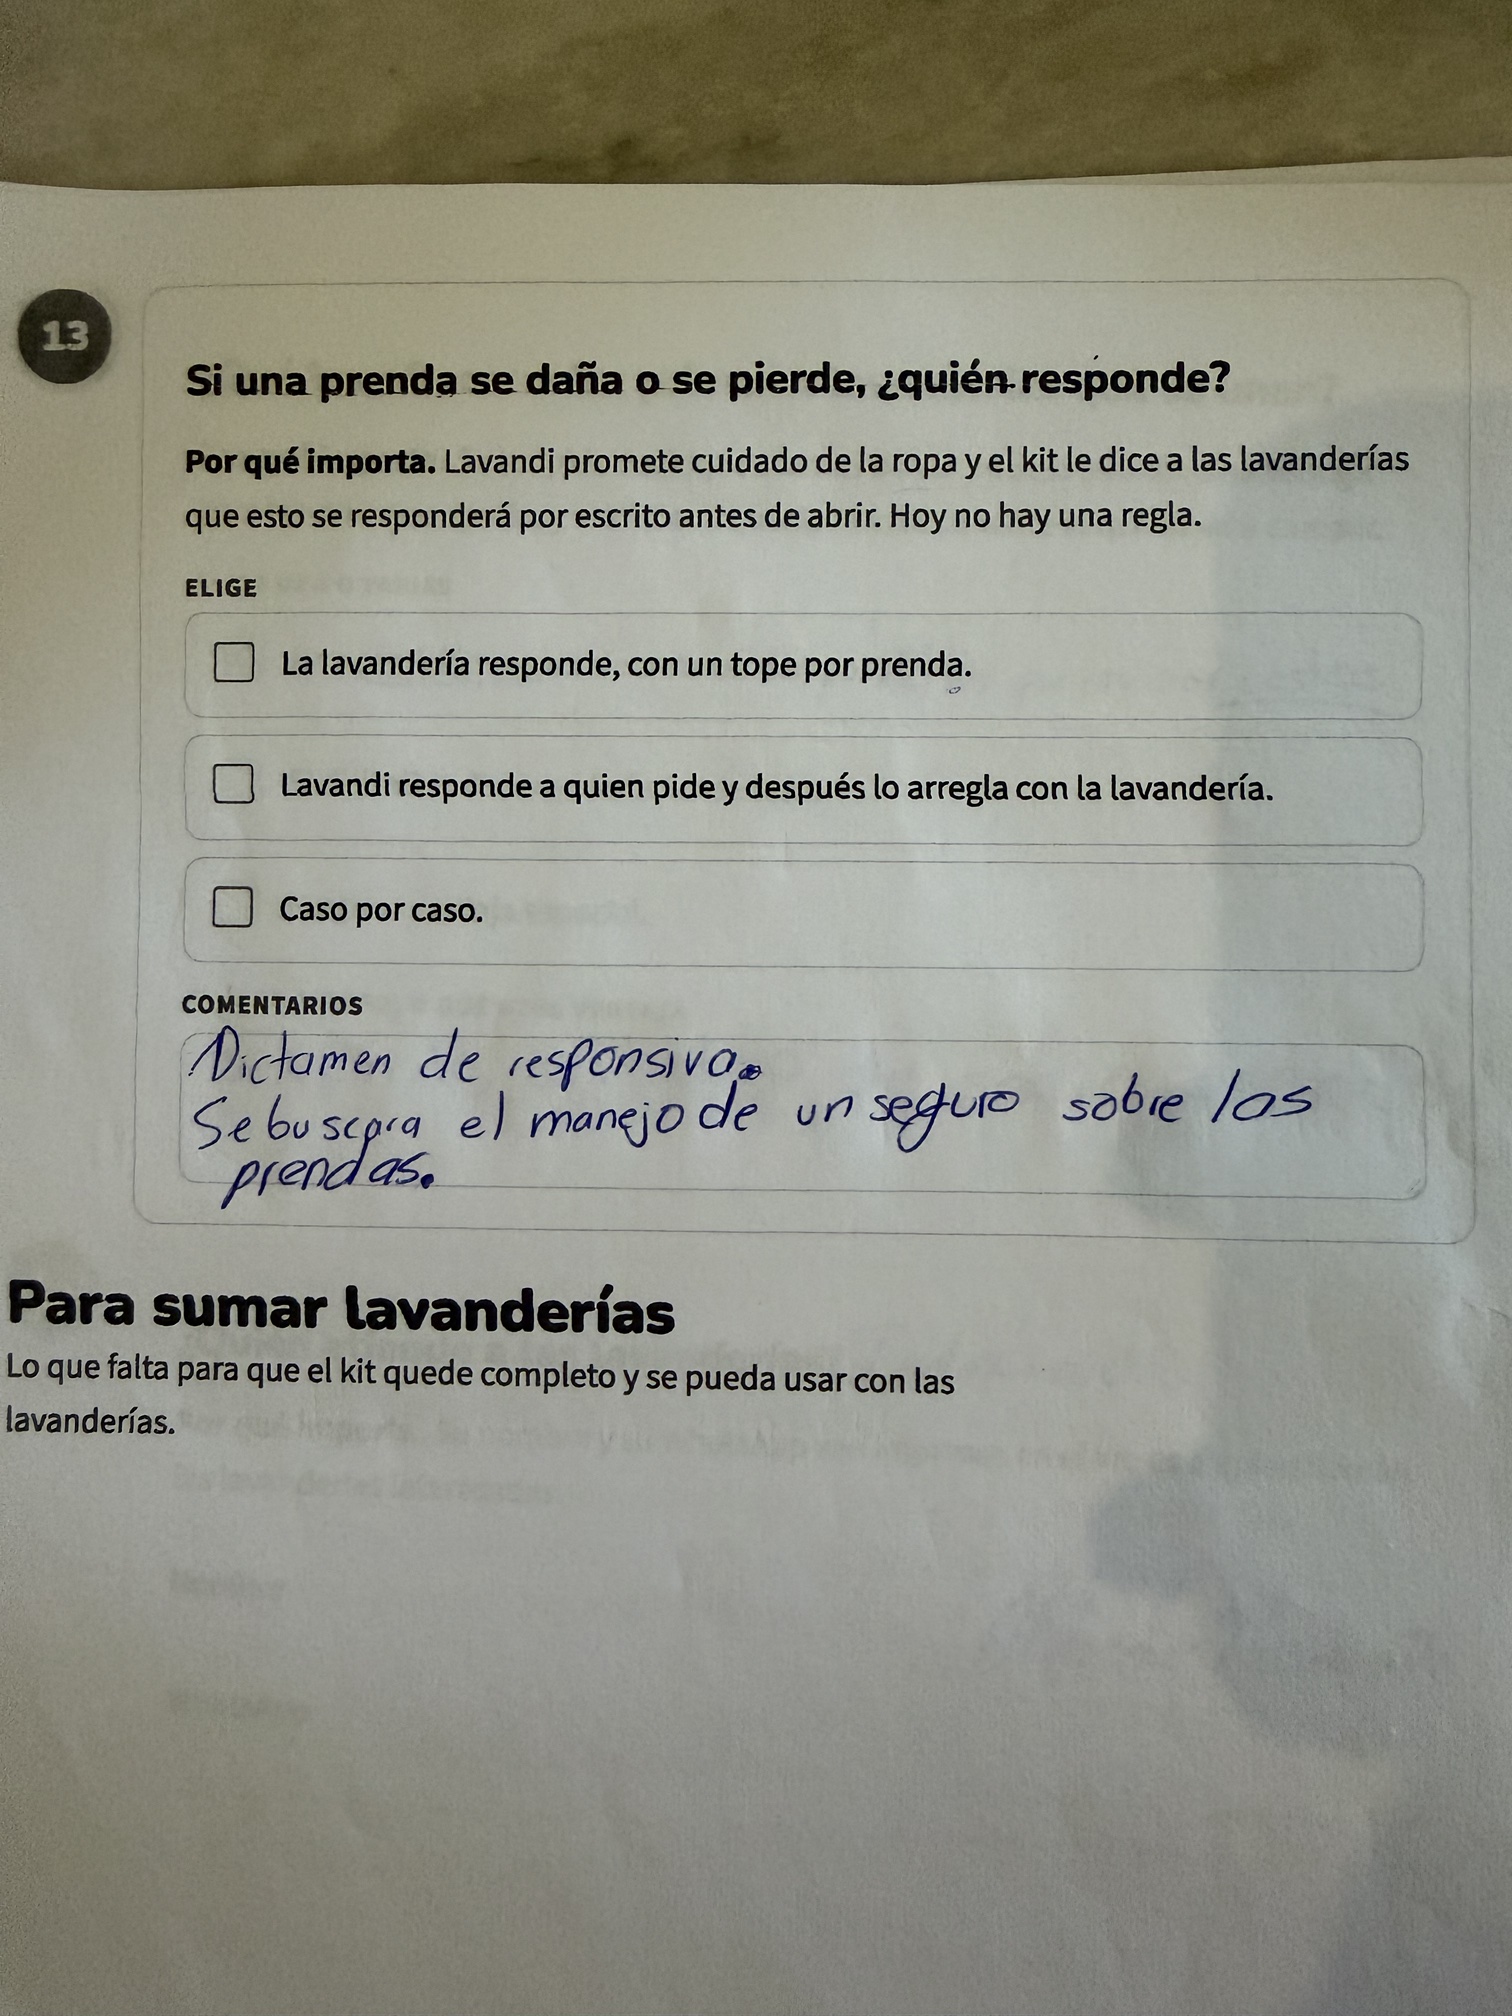 13
Si una prenda se daña o se pierde, ¿quién responde?
Por qué importa. Lavandi promete cuidado de la ropa y el kit le dice a las lavanderías
que esto se responderá por escrito antes de abrir. Hoy no hay una regla.
ELIGE
La lavandería responde, con un tope por prenda.
Lavandi responde a quien pide y después lo arregla con la lavandería.
Caso por caso.
COMENTARIOS
Dictamen de responsiva.
Se buscara el manejo de un seguro sobre las
prendas.
Para sumar lavanderías
Lo que falta para que el kit quede completo y se pueda usar con las
lavanderías.